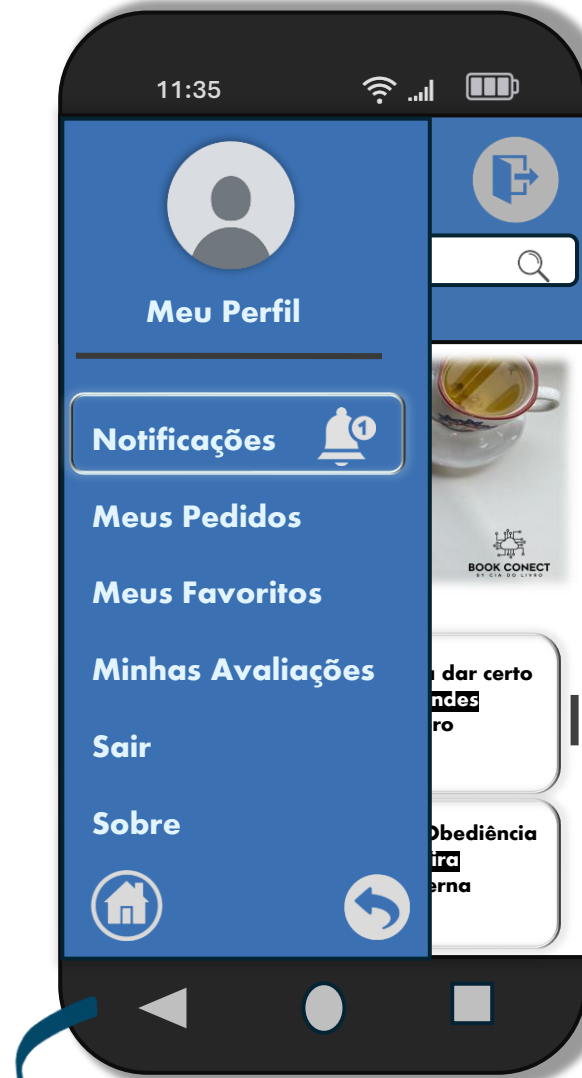 11:35
Meu Perfil
Notificações
1
Meus Pedidos
Meus Favoritos
Minhas Avaliações
Sair
Sobre
BOOK CONECT
BY CIA DO LIVRO
dar certo
ndes
ro
Obediência
ira
erna